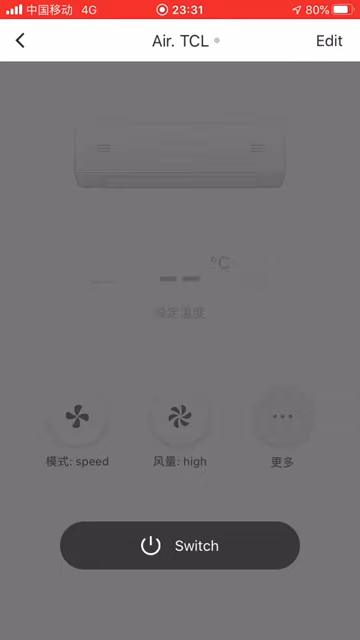 中国移动 4G 23:31 80%
Air. TCL Edit
°C
设定温度
模式: speed 风量: high 更多
Switch